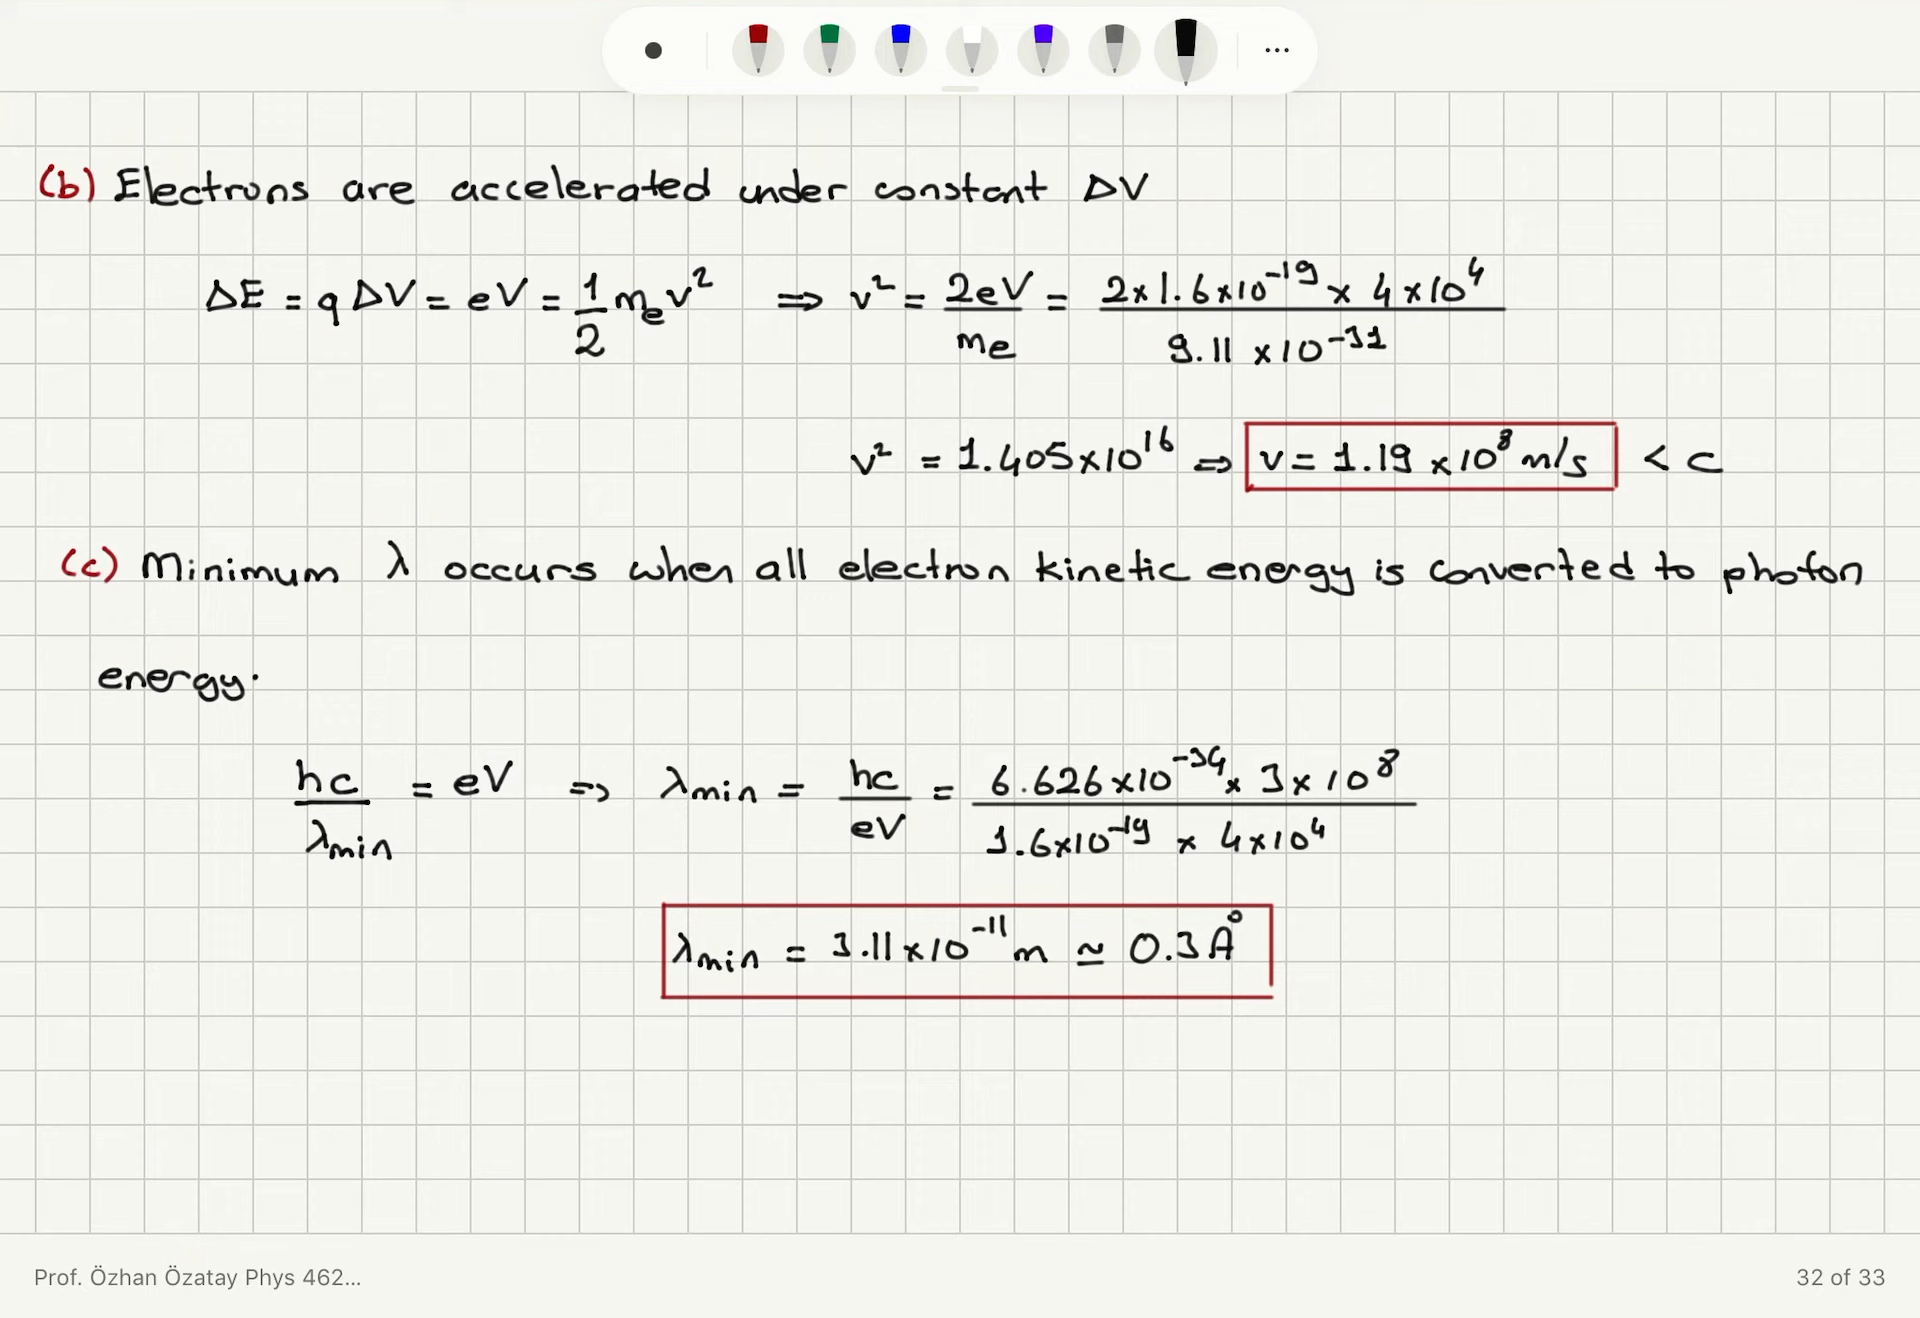 (b) Electrons are accelerated under constant ΔV
ΔE = qΔV = eV = 1/2 mₑv² ⇒ v² = 2eV/mₑ = 2×1.6×10⁻¹⁹ × 4×10⁴ / 9.11×10⁻³¹
v² = 1.405×10¹⁶ ⇒ v = 1.19 ×10⁸ m/s < c
(c) Minimum λ occurs when all electron kinetic energy is converted to photon
energy.
hc/λmin = eV ⇒ λmin = hc/eV = 6.626×10⁻³⁴ × 3×10⁸ / 1.6×10⁻¹⁹ × 4×10⁴
λmin = 3.11×10⁻¹¹ m ≃ 0.3 Å
Prof. Özhan Özatay Phys 462...
32 of 33